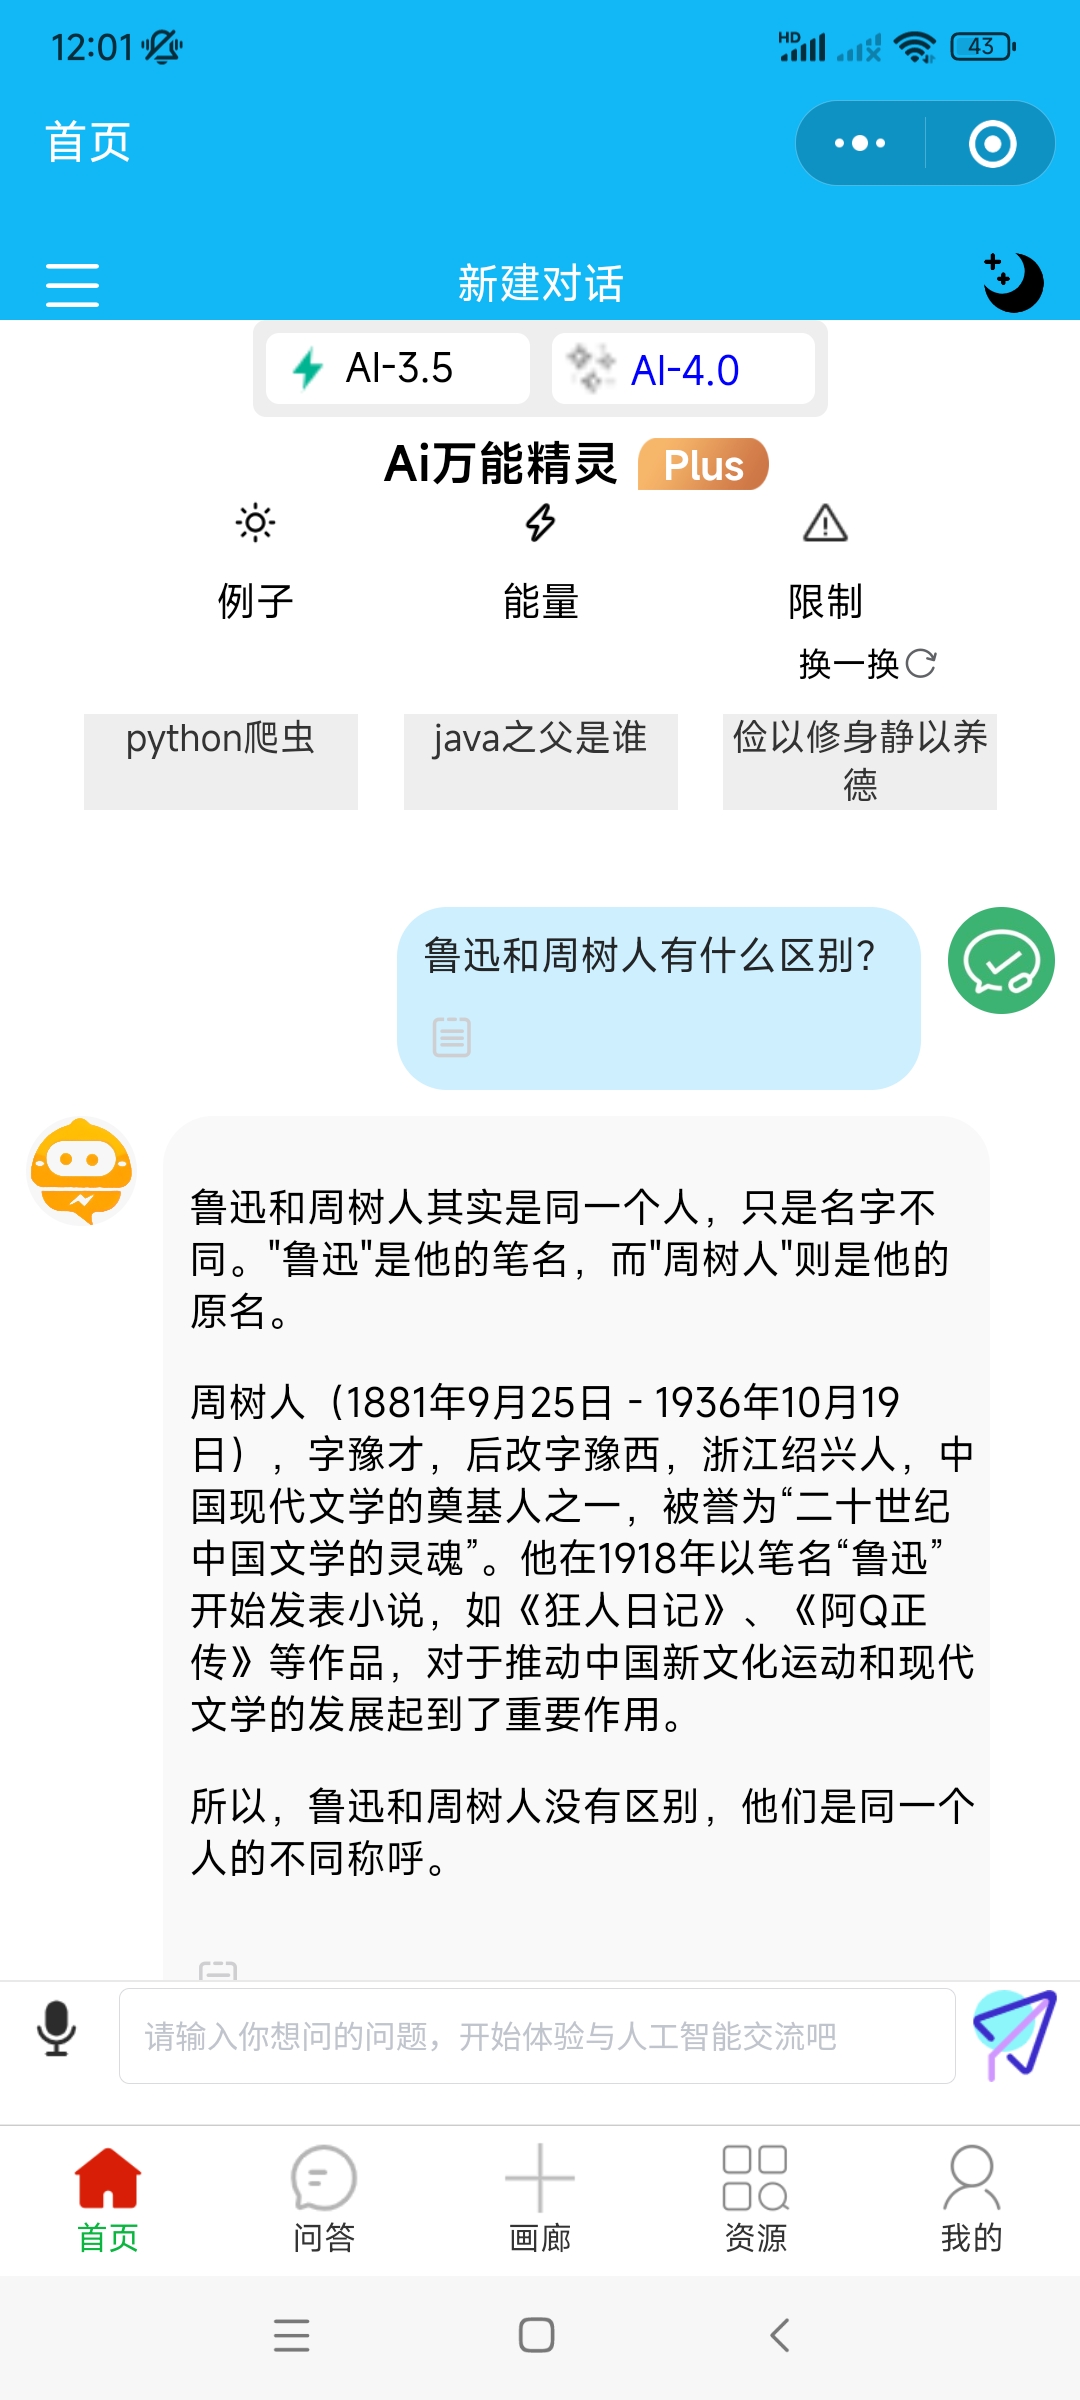 12:01
HD
43
首页
新建对话
AI-3.5
AI-4.0
Ai万能精灵 Plus
例子
能量
限制
换一换
python爬虫
java之父是谁
俭以修身静以养
德
鲁迅和周树人有什么区别?
鲁迅和周树人其实是同一个人，只是名字不
同。"鲁迅"是他的笔名，而"周树人"则是他的
原名。
周树人（1881年9月25日 - 1936年10月19
日），字豫才，后改字豫西，浙江绍兴人，中
国现代文学的奠基人之一，被誉为“二十世纪
中国文学的灵魂”。他在1918年以笔名“鲁迅”
开始发表小说，如《狂人日记》、《阿Q正
传》等作品，对于推动中国新文化运动和现代
文学的发展起到了重要作用。
所以，鲁迅和周树人没有区别，他们是同一个
人的不同称呼。
请输入你想问的问题，开始体验与人工智能交流吧
首页
问答
画廊
资源
我的